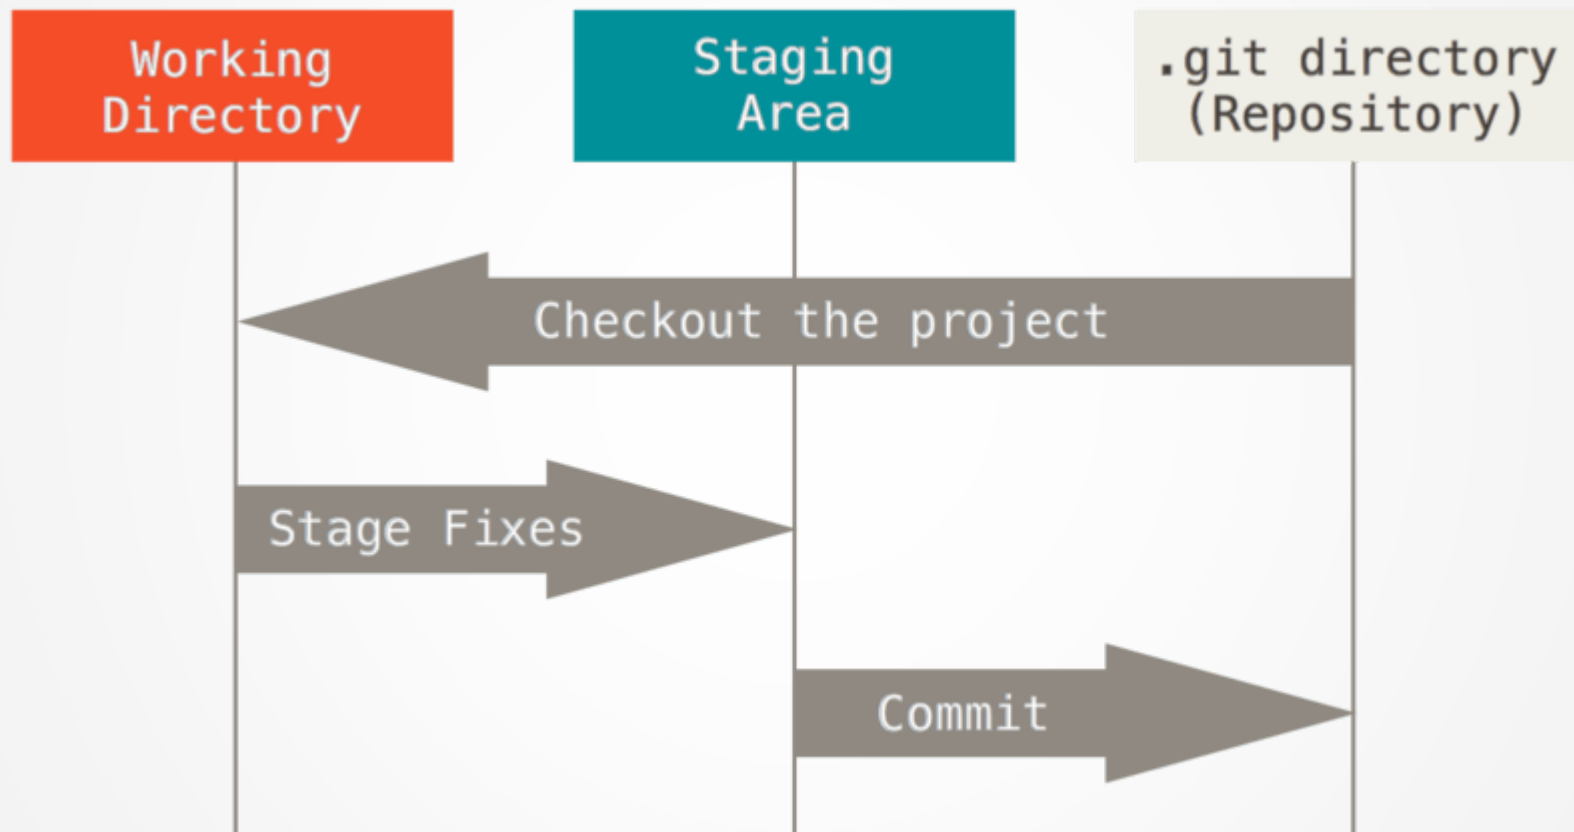 Working
Directory
Staging
Area
.git directory
(Repository)
Checkout the project
Stage Fixes
Commit